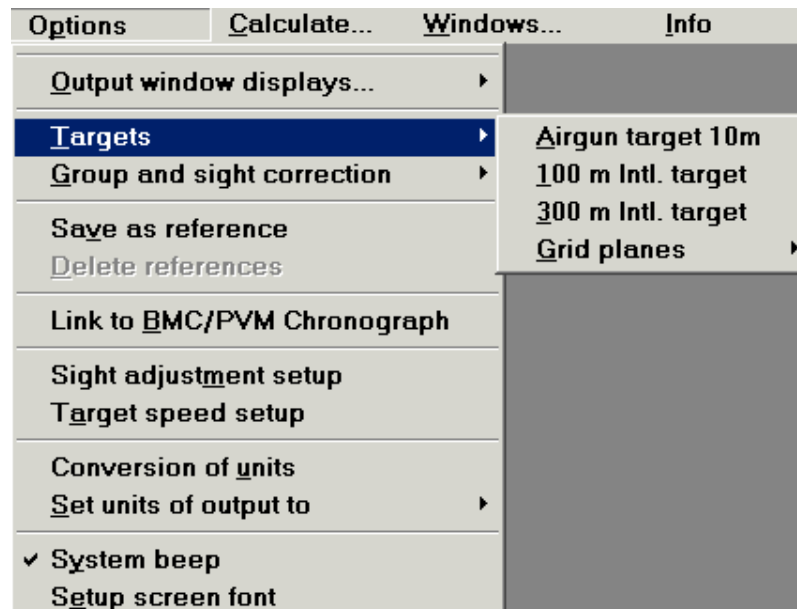 Options Calculate... Windows... Info
Output window displays...
Targets
Group and sight correction
Save as reference
Delete references
Link to BMC/PVM Chronograph
Sight adjustment setup
Target speed setup
Conversion of units
Set units of output to
System beep
Setup screen font
Airgun target 10m
100 m Intl. target
300 m Intl. target
Grid planes